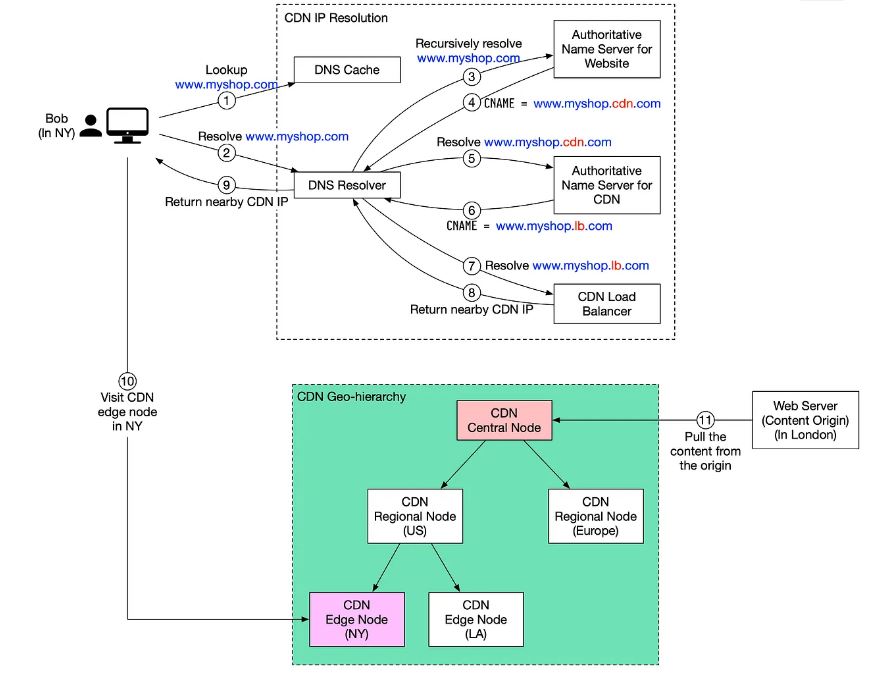 CDN IP Resolution
Lookup
www.myshop.com
1
DNS Cache
Recursively resolve
www.myshop.com
3
Authoritative
Name Server for
Website
4 CNAME = www.myshop.cdn.com
Bob
(In NY)
Resolve www.myshop.com
2
Resolve www.myshop.cdn.com
5
DNS Resolver
9
Return nearby CDN IP
Authoritative
Name Server for
CDN
6
CNAME = www.myshop.lb.com
7 Resolve www.myshop.lb.com
8
Return nearby CDN IP
CDN Load
Balancer
10
Visit CDN
edge node
in NY
CDN Geo-hierarchy
CDN
Central Node
11
Pull the
content from
the origin
Web Server
(Content Origin)
(In London)
CDN
Regional Node
(US)
CDN
Regional Node
(Europe)
CDN
Edge Node
(NY)
CDN
Edge Node
(LA)